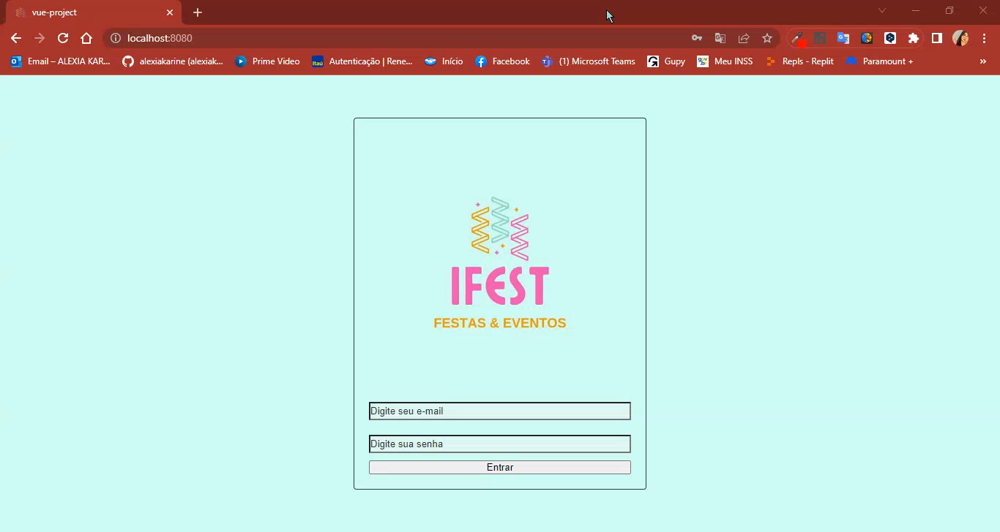 vue-project
localhost:8080
Email – ALEXIA KAR... alexiakarine (alexiak... Prime Video Autenticação | Rene... Início Facebook (1) Microsoft Teams Gupy Meu INSS Repls - Replit Paramount + »
IFEST
FESTAS & EVENTOS
Digite seu e-mail
Digite sua senha
Entrar